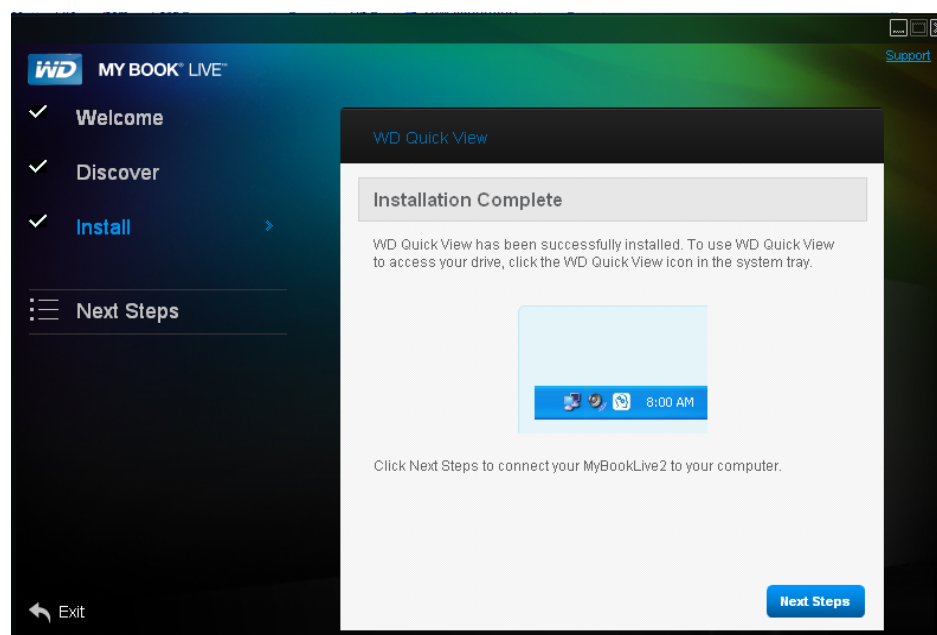 Support
WD MY BOOK® LIVE™
Welcome
Discover
Install
Next Steps
Exit
WD Quick View
Installation Complete
WD Quick View has been successfully installed. To use WD Quick View
to access your drive, click the WD Quick View icon in the system tray.
8:00 AM
Click Next Steps to connect your MyBookLive2 to your computer.
Next Steps